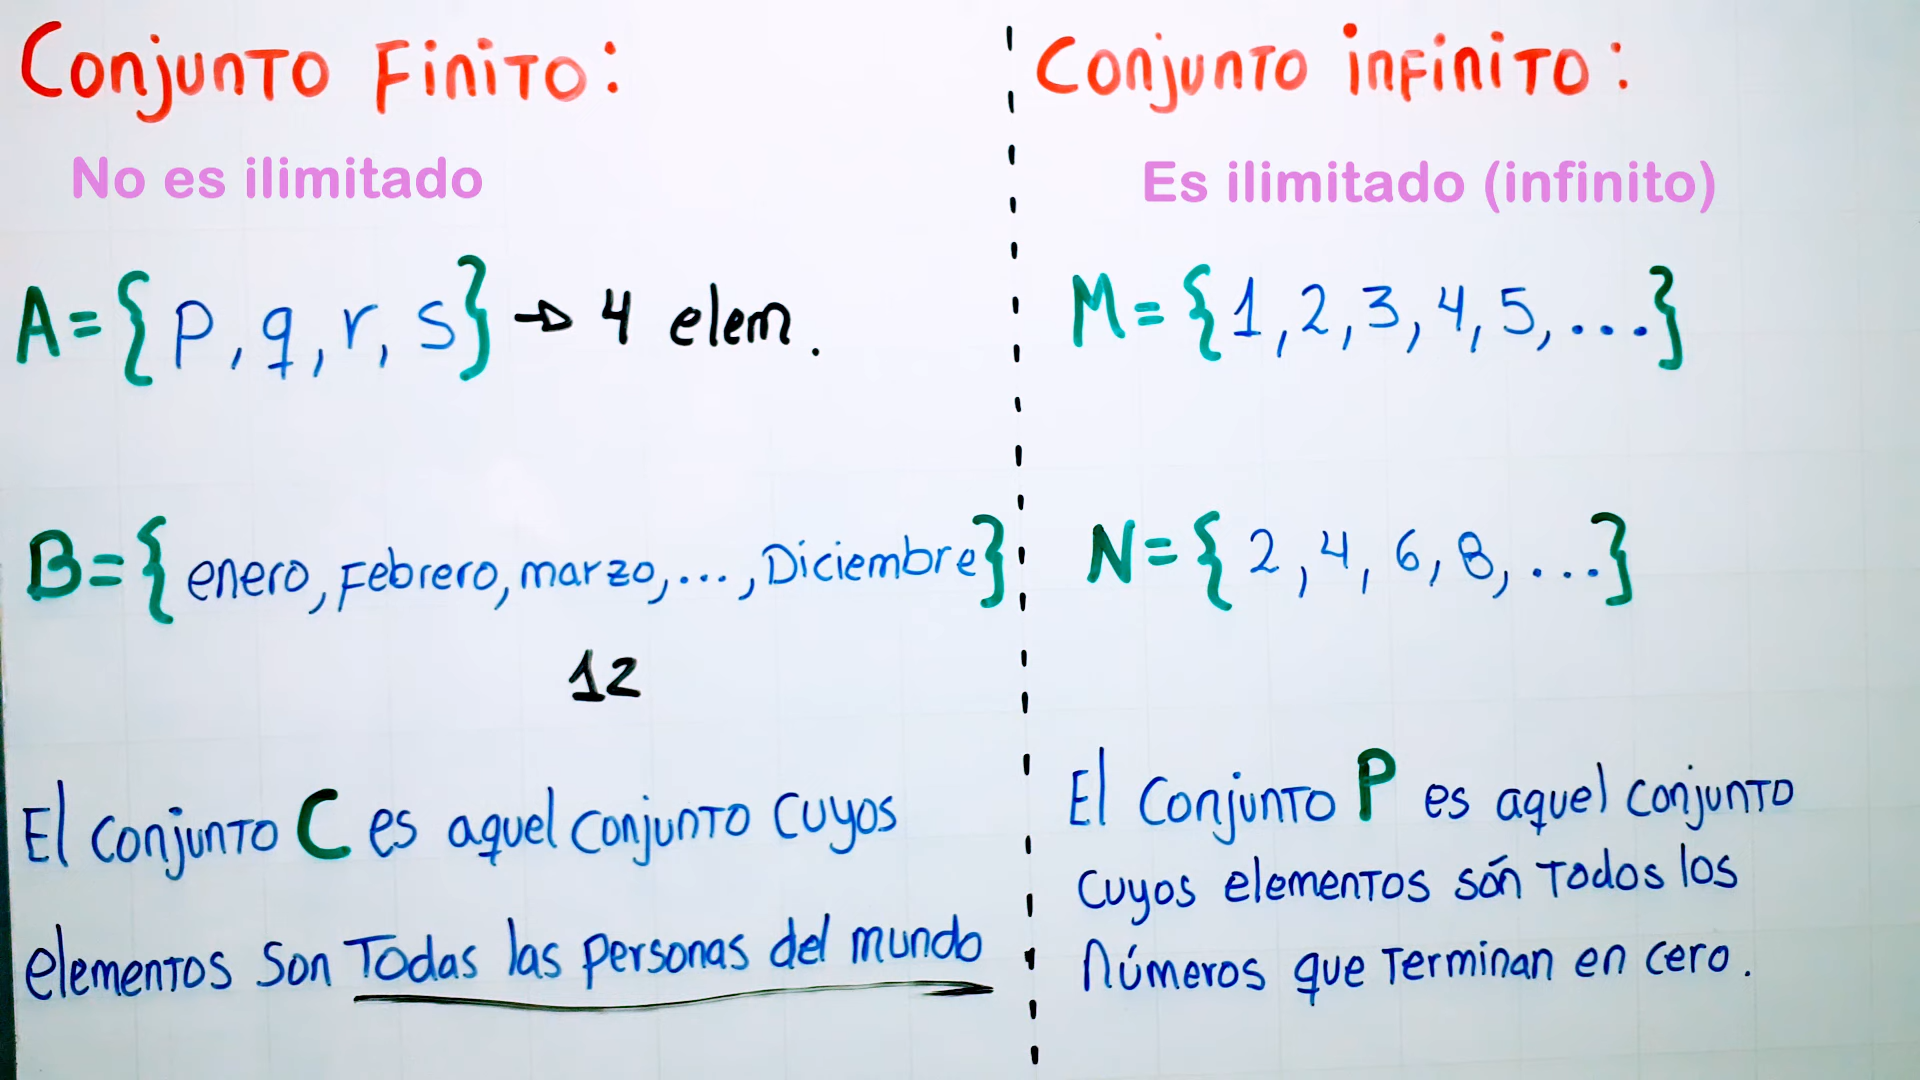 Conjunto Finito:
No es ilimitado
A={p, q, r, s} → 4 elem.
B={enero, Febrero, marzo, ..., Diciembre}
12
El conjunto C es aquel conjunto cuyos
elementos son Todas las personas del mundo
Conjunto infinito:
Es ilimitado (infinito)
M={1, 2, 3, 4, 5, ...}
N={2, 4, 6, 8, ...}
El conjunto P es aquel conjunto
cuyos elementos són Todos los
números que Terminan en cero.